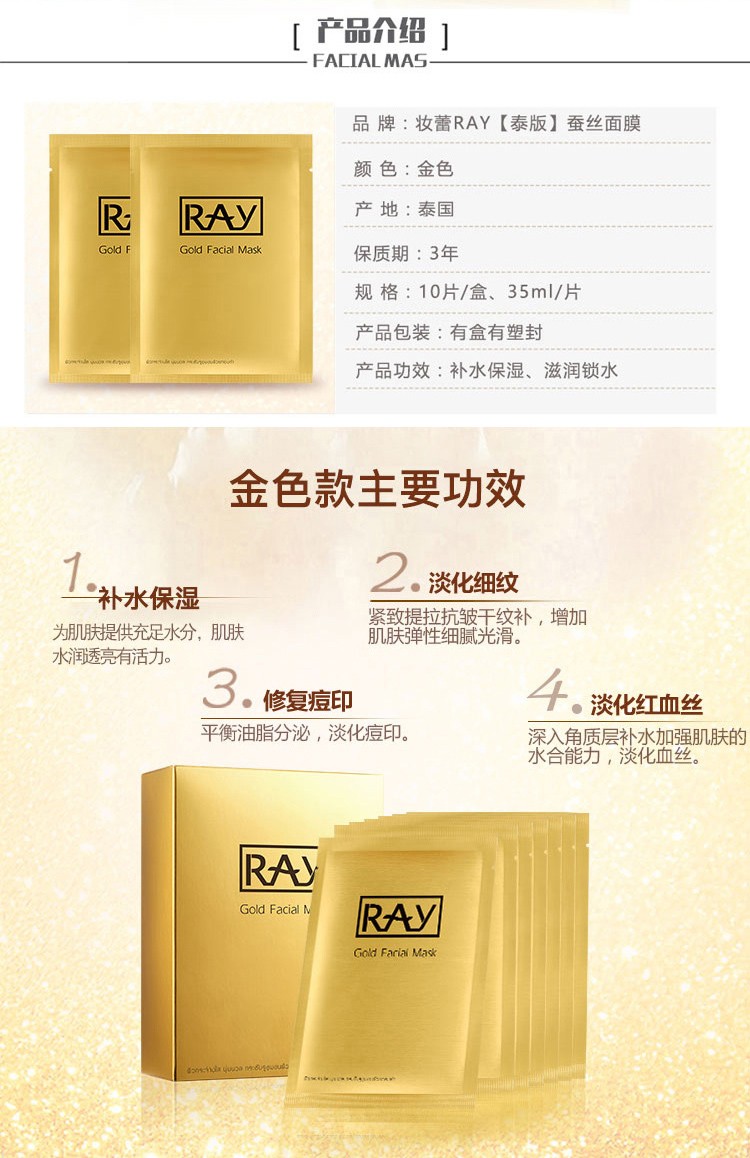 [ 产品介绍 ]
FACIAL MAS
品 牌：妆蕾RAY【泰版】蚕丝面膜
颜 色：金色
产 地：泰国
保质期：3年
规 格：10片/盒、35ml/片
产品包装：有盒有塑封
产品功效：补水保湿、滋润锁水
R
Gold F
RAY
Gold Facial Mask
金色款主要功效
1.
补水保湿
为肌肤提供充足水分，肌肤
水润透亮有活力。
2.淡化细纹
紧致提拉抗皱干纹补，增加
肌肤弹性细腻光滑。
3.修复痘印
平衡油脂分泌，淡化痘印。
4.淡化红血丝
深入角质层补水加强肌肤的
水合能力，淡化血丝。
RAY
Gold Facial M
RAY
Gold Facial Mask